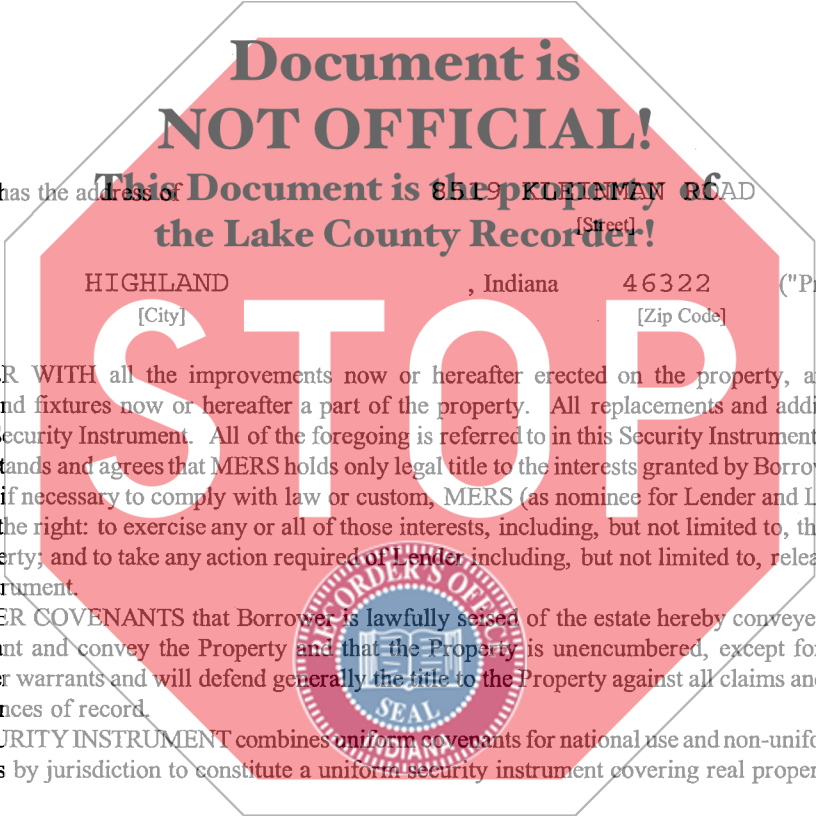 Document is
NOT OFFICIAL!
This Document is the property of
the Lake County Recorder!
has the address of 8519 KLEINMAN ROAD
[Street]
HIGHLAND , Indiana 46322 ("Pr
[City] [Zip Code]
STOP
R WITH all the improvements now or hereafter erected on the property, a
nd fixtures now or hereafter a part of the property. All replacements and addi
ecurity Instrument. All of the foregoing is referred to in this Security Instrument
tands and agrees that MERS holds only legal title to the interests granted by Borro
if necessary to comply with law or custom, MERS (as nominee for Lender and L
the right: to exercise any or all of those interests, including, but not limited to, th
erty; and to take any action required of Lender including, but not limited to, relea
rument.
ER COVENANTS that Borrower is lawfully seised of the estate hereby conveye
nt and convey the Property and that the Property is unencumbered, except fo
r warrants and will defend generally the title to the Property against all claims and
nces of record.
URITY INSTRUMENT combines uniform covenants for national use and non-unifo
s by jurisdiction to constitute a uniform security instrument covering real proper
RECORDER'S OFFICE
SEAL
INDIANA